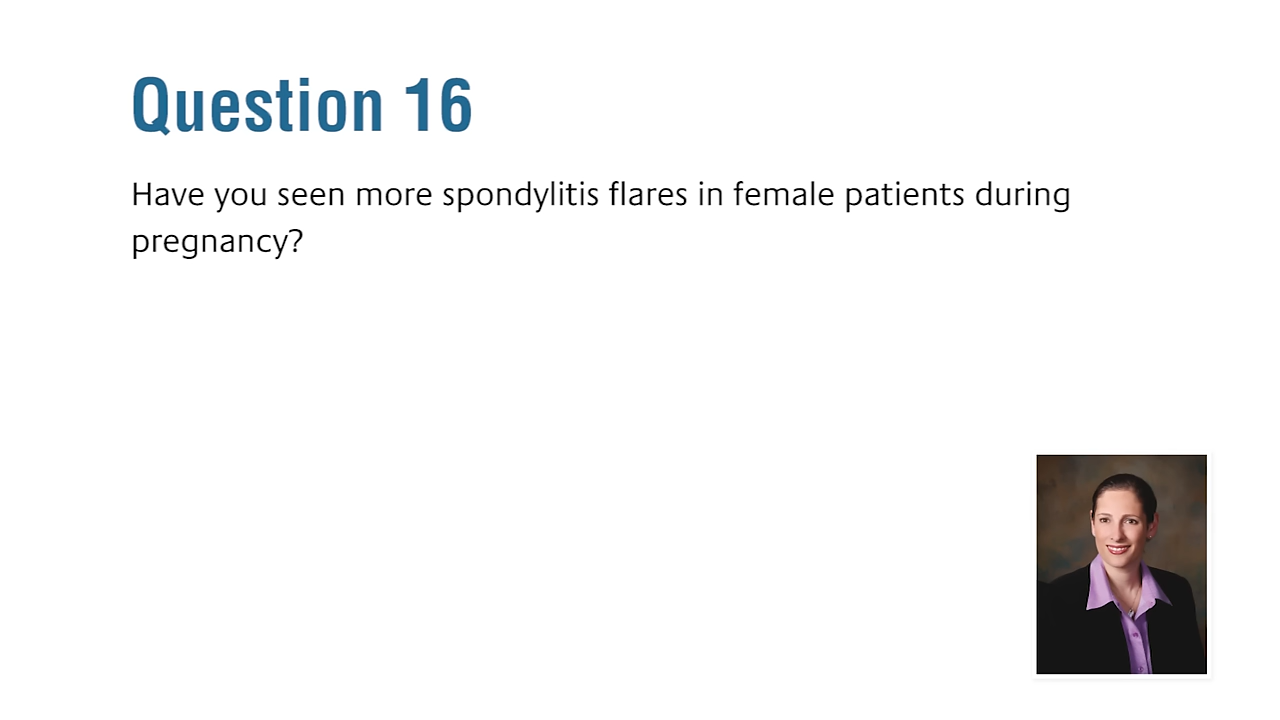 Question 16
Have you seen more spondylitis flares in female patients during
pregnancy?